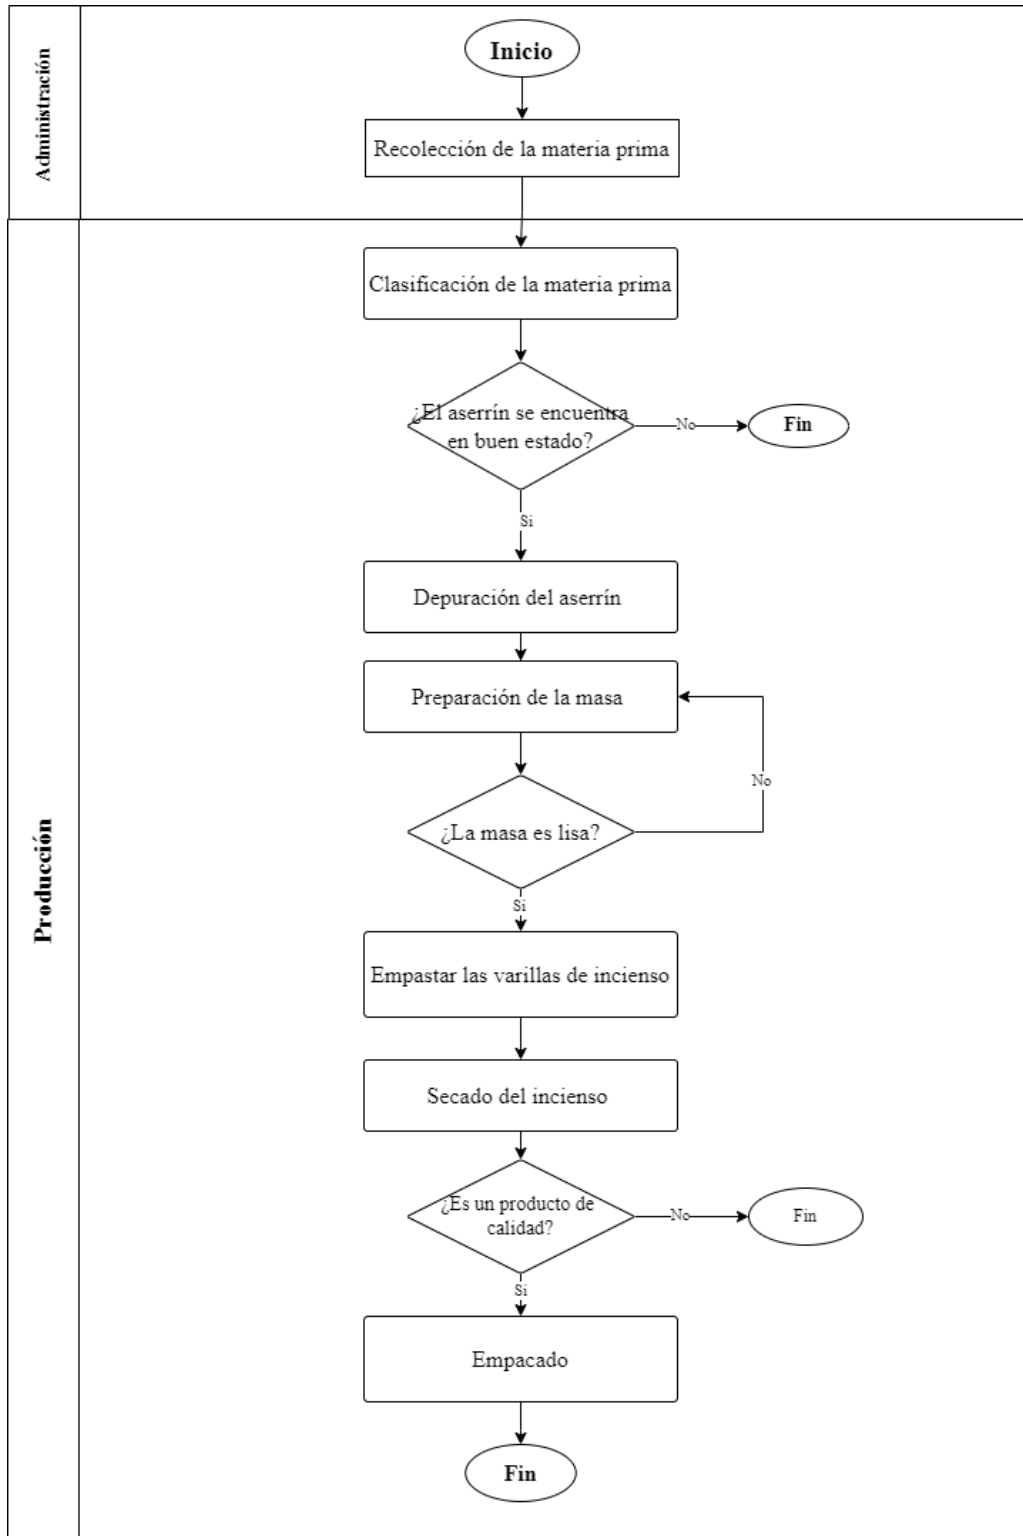 Administración
Inicio
Recolección de la materia prima
Producción
Clasificación de la materia prima
¿El aserrín se encuentra
en buen estado?
No
Fin
Si
Depuración del aserrín
Preparación de la masa
No
¿La masa es lisa?
Si
Empastar las varillas de incienso
Secado del incienso
¿Es un producto de
calidad?
No
Fin
Si
Empacado
Fin